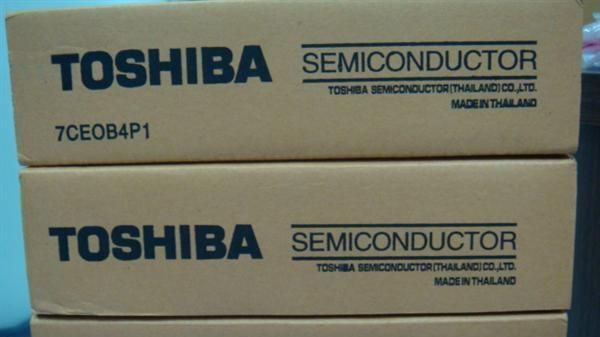 TOSHIBA
SEMICONDUCTOR
TOSHIBA SEMICONDUCTOR (THAILAND) CO.,LTD.
MADE IN THAILAND
7CEOB4P1
TOSHIBA
SEMICONDUCTOR
TOSHIBA SEMICONDUCTOR (THAILAND) CO.,LTD.
MADE IN THAILAND